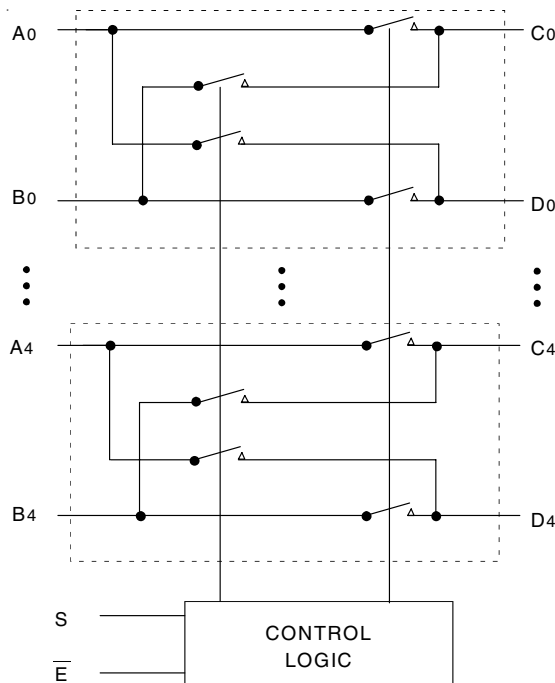 A0 C0
B0 D0
A4 C4
B4 D4
S
E̅
CONTROL
LOGIC